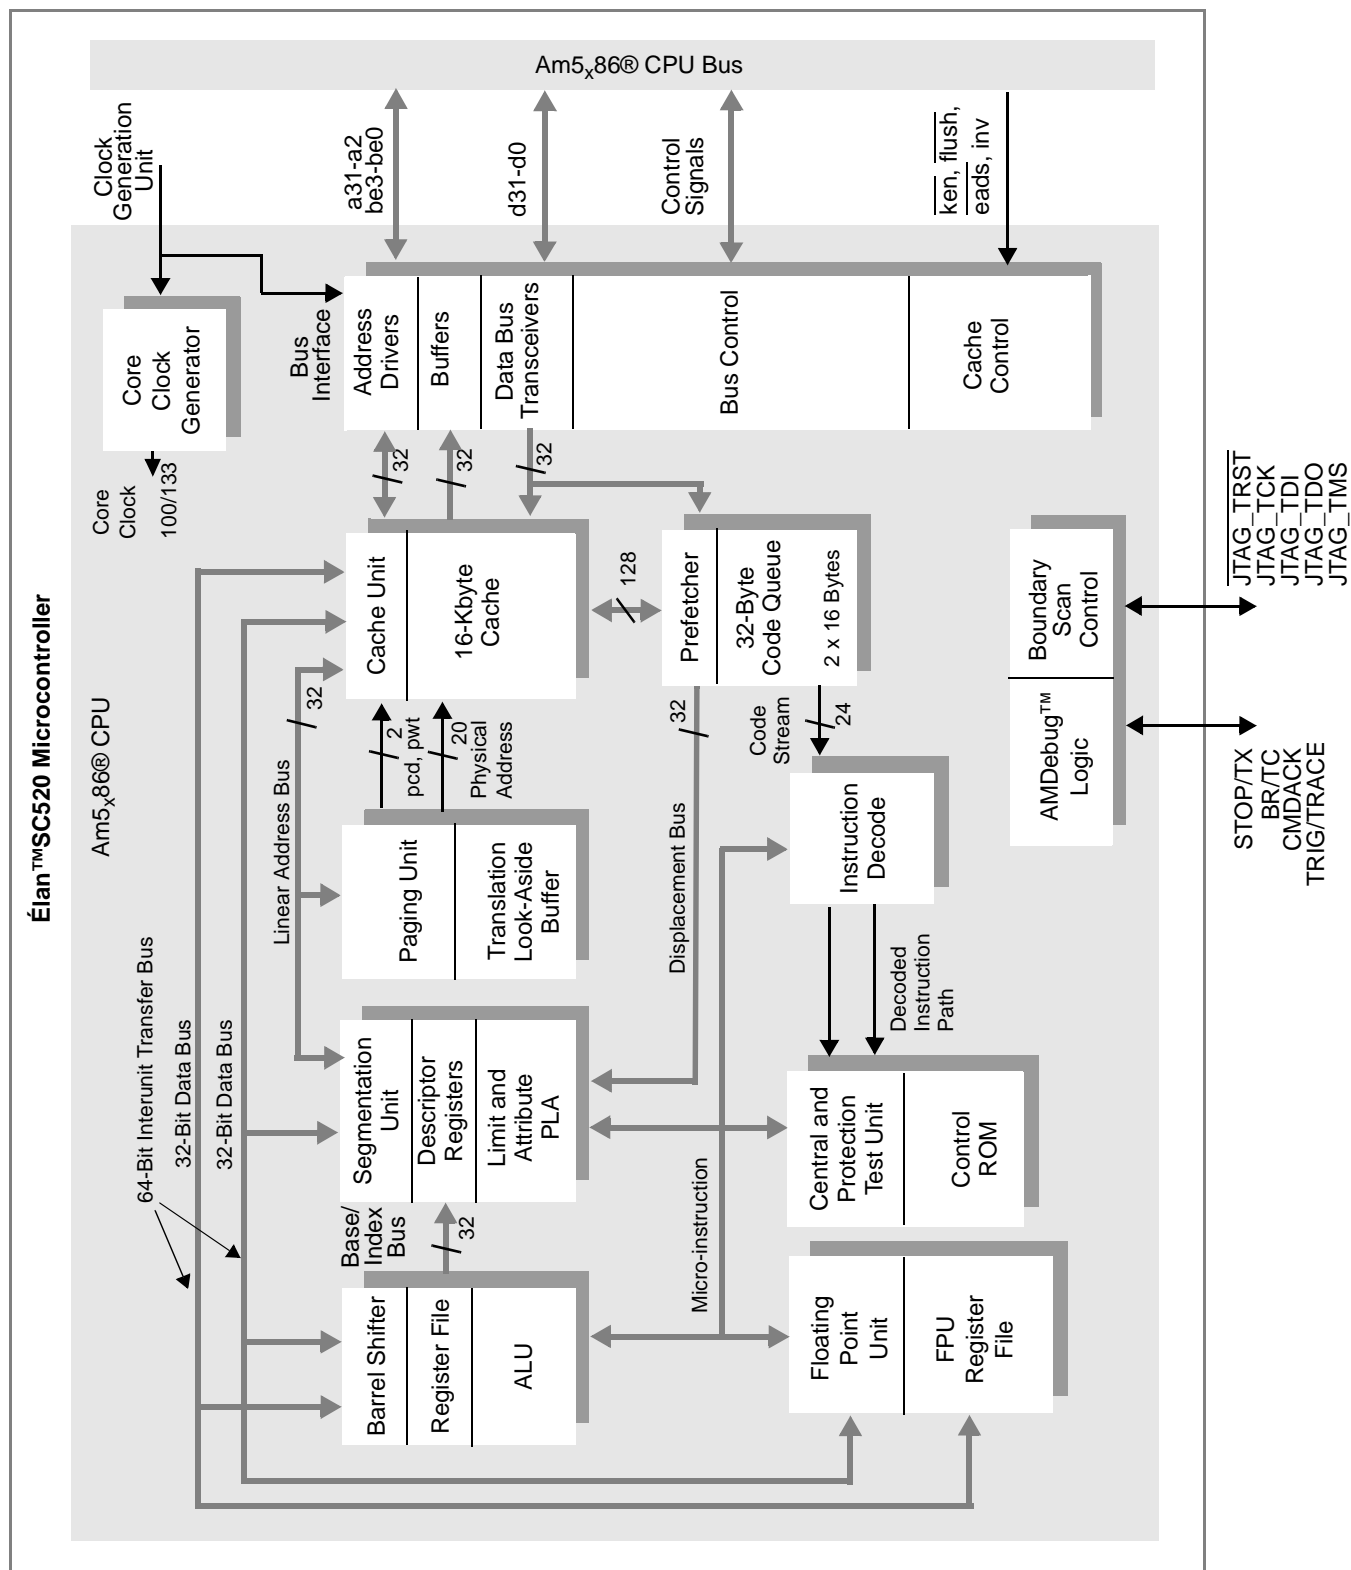 Élan™SC520 Microcontroller
Am5x86® CPU
Am5x86® CPU Bus
Clock
Generation
Unit
a31-a2
be3-be0
d31-d0
Control
Signals
ken, flush,
eads, inv
Core
Clock
Generator
Core
Clock
100/133
Bus
Interface
Address
Drivers
Buffers
Data Bus
Transceivers
Bus Control
Cache
Control
32
32
32
Cache Unit
16-Kbyte
Cache
128
Prefetcher
32-Byte
Code Queue
2 x 16 Bytes
Linear Address Bus
32
2
pcd, pwt
20
Physical
Address
Paging Unit
Translation
Look-Aside
Buffer
32
Displacement Bus
Code
Stream
24
Instruction
Decode
Decoded
Instruction
Path
64-Bit Interunit Transfer Bus
32-Bit Data Bus
32-Bit Data Bus
Segmentation
Unit
Descriptor
Registers
Limit and
Attribute
PLA
Central and
Protection
Test Unit
Control
ROM
Base/
Index
Bus
32
Micro-instruction
Barrel Shifter
Register File
ALU
Floating
Point
Unit
FPU
Register
File
Boundary
Scan
Control
AMDebug™
Logic
JTAG_TRST
JTAG_TCK
JTAG_TDI
JTAG_TDO
JTAG_TMS
STOP/TX
BR/TC
CMDACK
TRIG/TRACE